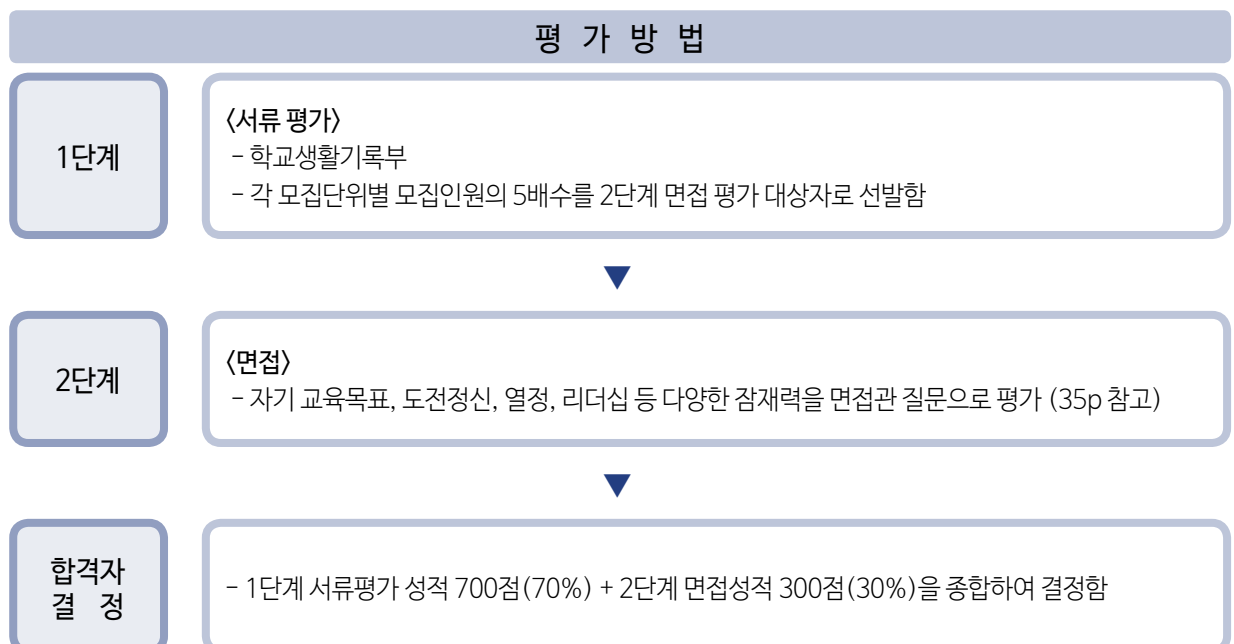 평 가 방 법
1단계
〈서류 평가〉
- 학교생활기록부
- 각 모집단위별 모집인원의 5배수를 2단계 면접 평가 대상자로 선발함
▼
2단계
〈면접〉
- 자기 교육목표, 도전정신, 열정, 리더십 등 다양한 잠재력을 면접관 질문으로 평가 (35p 참고)
▼
합격자
결 정
- 1단계 서류평가 성적 700점(70%) + 2단계 면접성적 300점(30%)을 종합하여 결정함